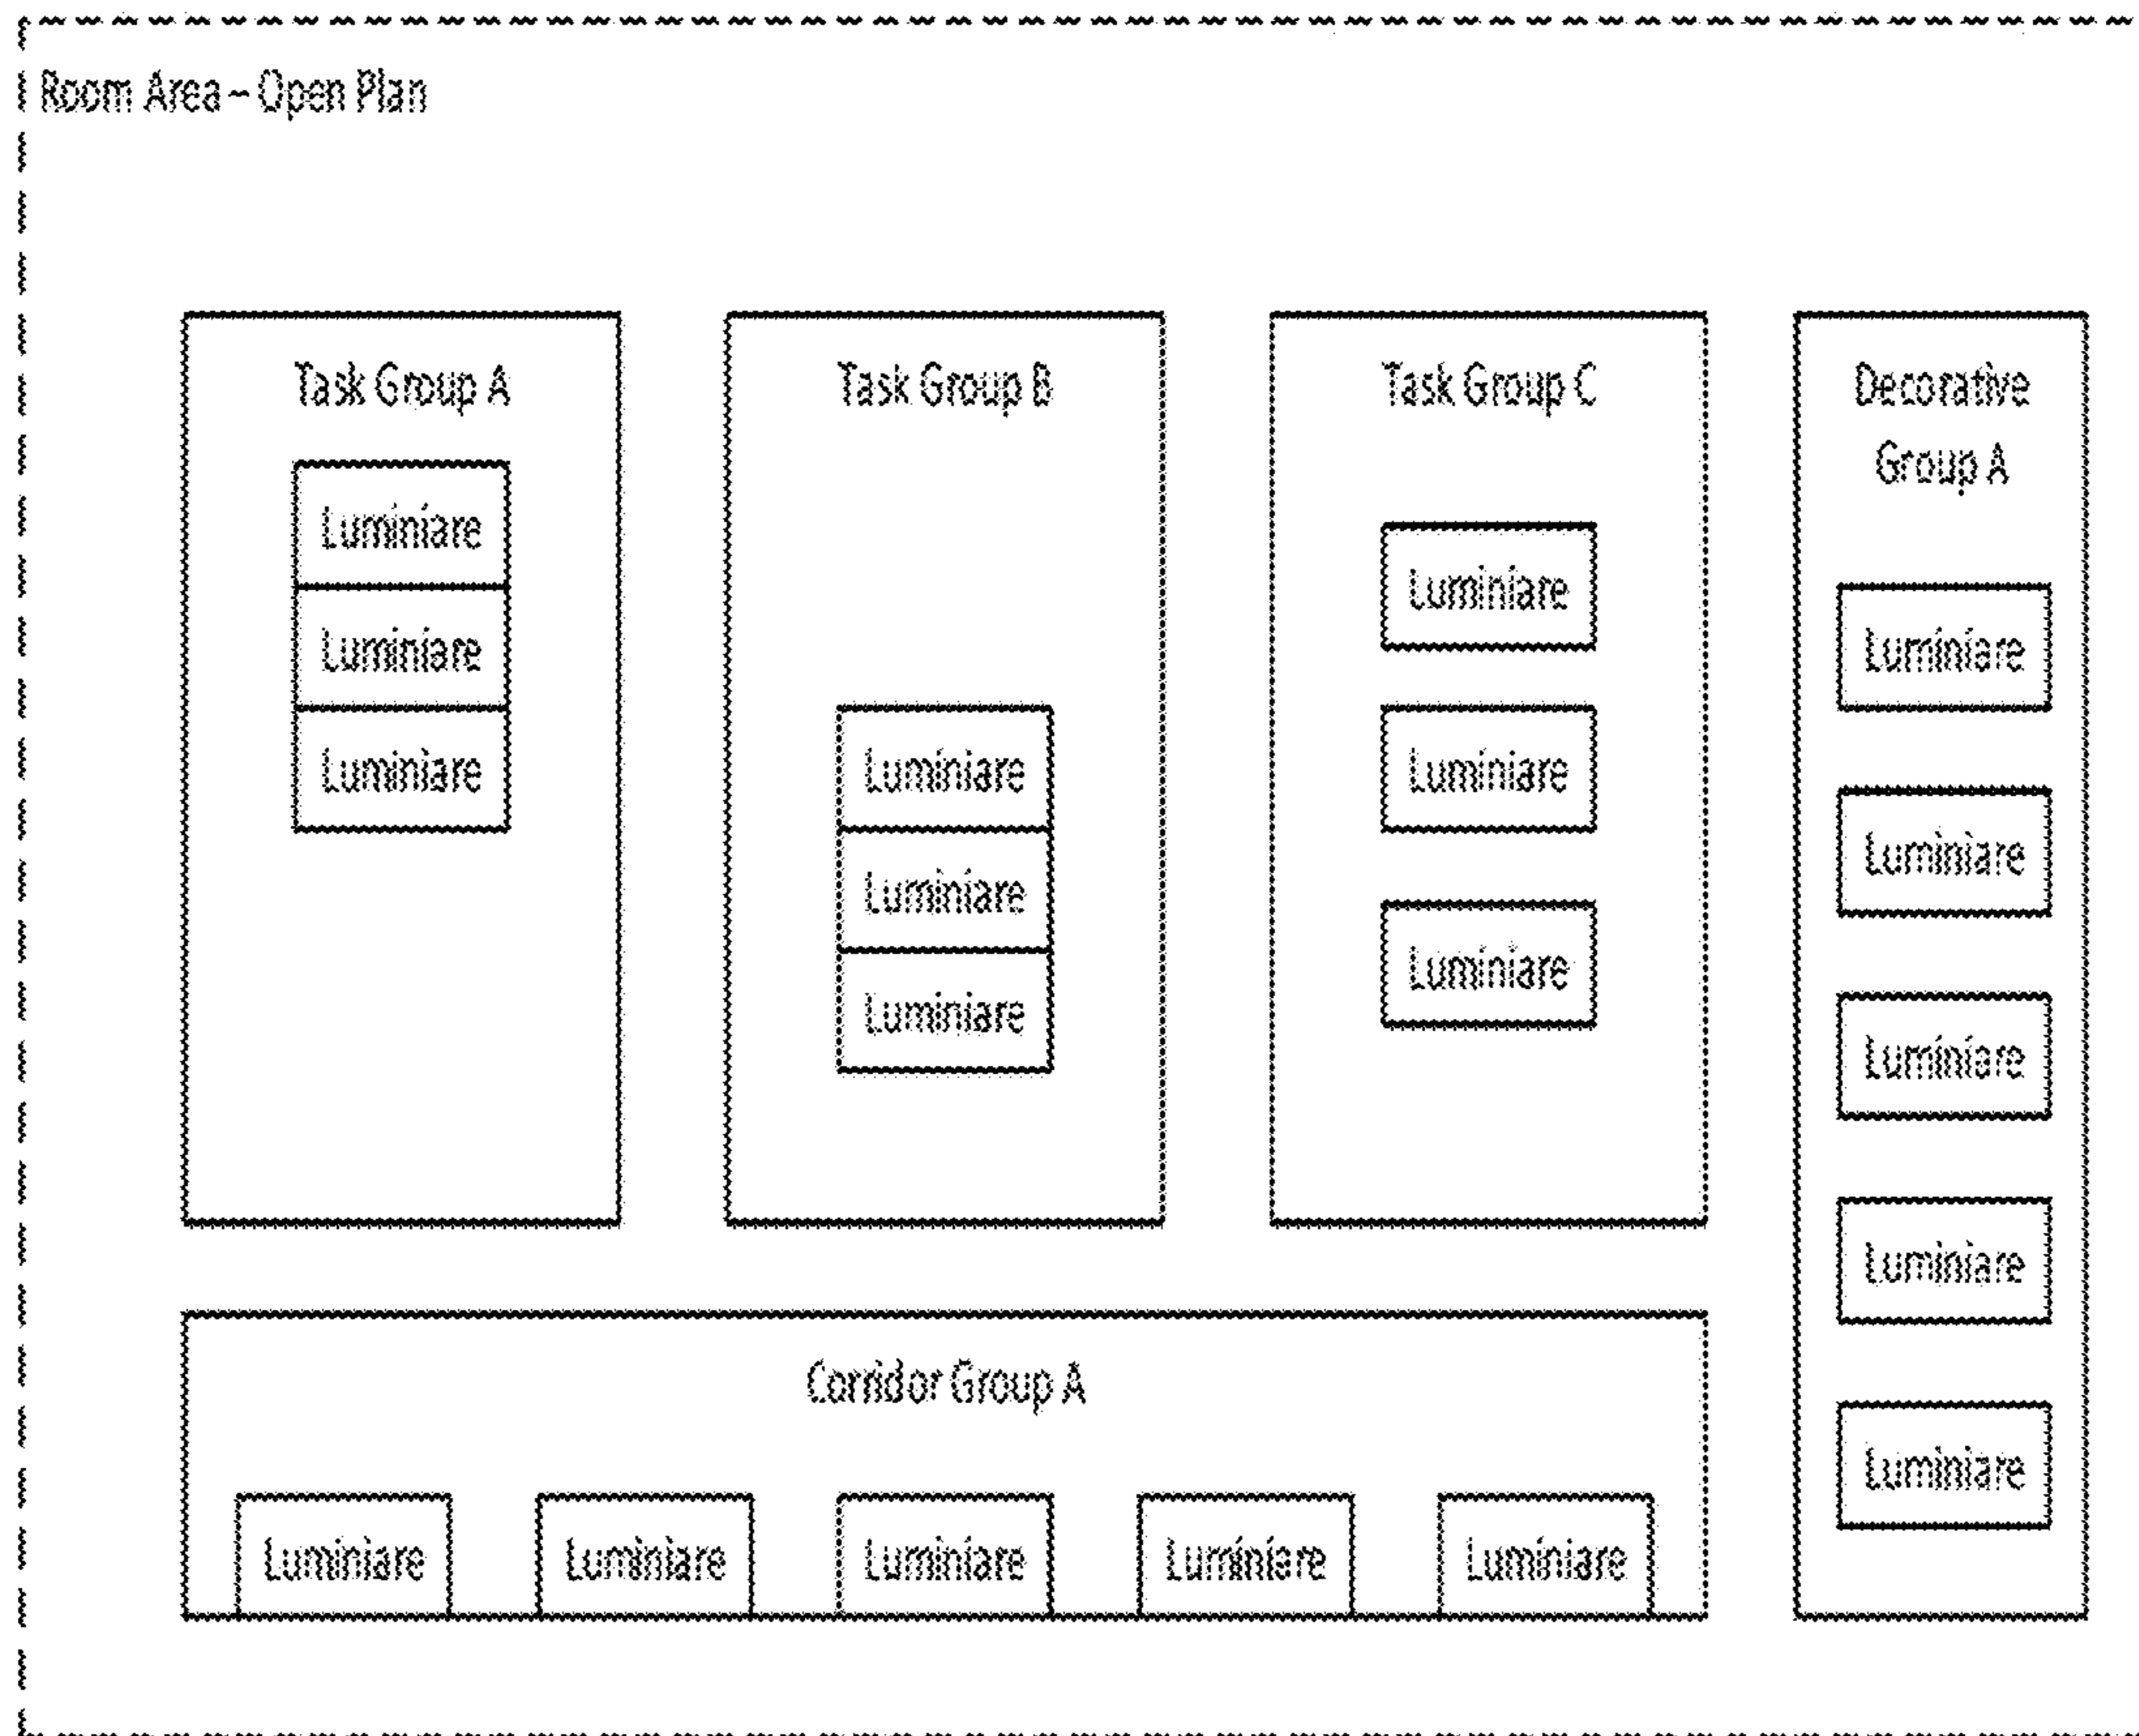 Room Area – Open Plan
Task Group A
Luminiare
Luminiare
Luminiare
Task Group B
Luminiare
Luminiare
Luminiare
Task Group C
Luminiare
Luminiare
Luminiare
Decorative
Group A
Luminiare
Luminiare
Luminiare
Luminiare
Luminiare
Corridor Group A
Luminiare
Luminiare
Luminiare
Luminiare
Luminiare